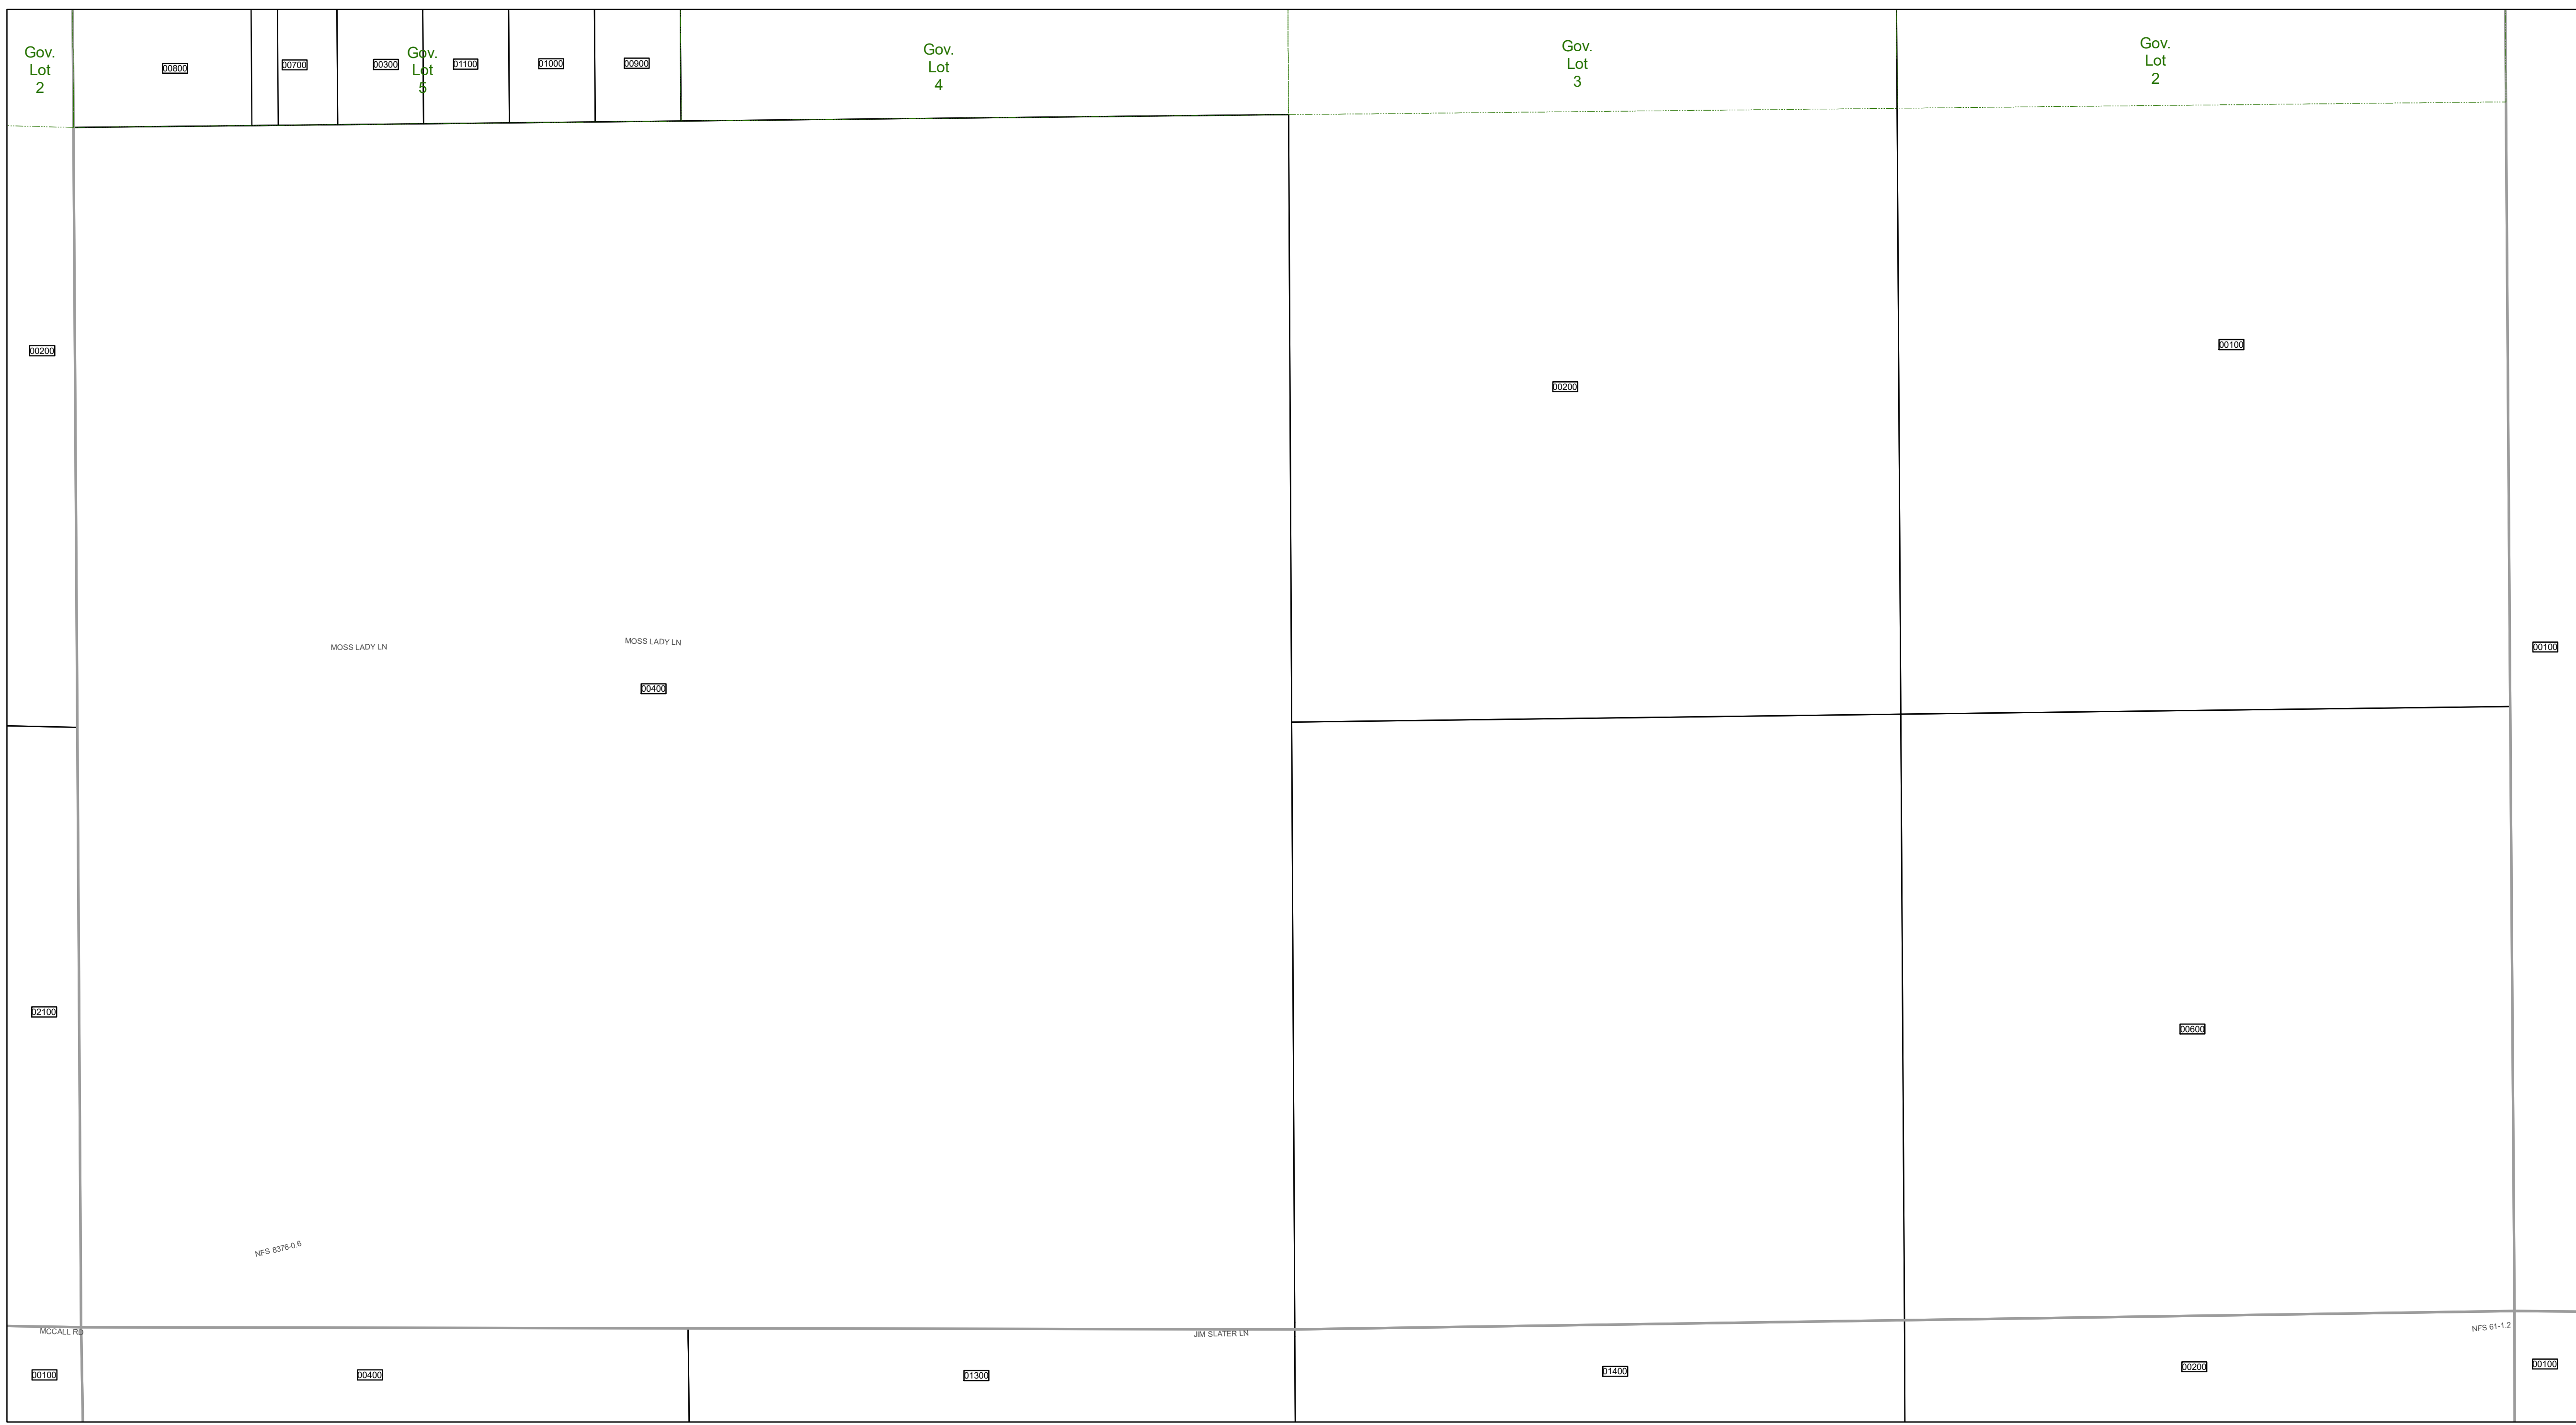 Gov.
Lot
2
00800
00700
00300
Gov.
Lot
5
01100
01000
00900
Gov.
Lot
4
Gov.
Lot
3
Gov.
Lot
2
00200
00200
00100
MOSS LADY LN
MOSS LADY LN
00400
00100
02100
00600
NFS 8376-0.6
MCCALL RD
JIM SLATER LN
NFS 61-1.2
00100
00400
01300
01400
00200
00100